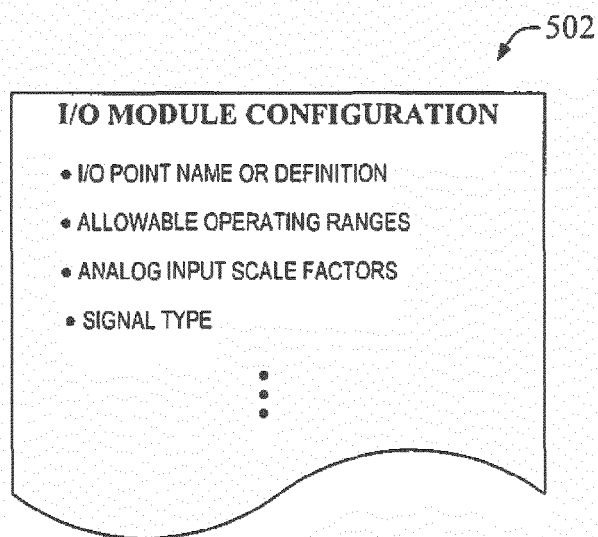 502
I/O MODULE CONFIGURATION
• I/O POINT NAME OR DEFINITION
• ALLOWABLE OPERATING RANGES
• ANALOG INPUT SCALE FACTORS
• SIGNAL TYPE